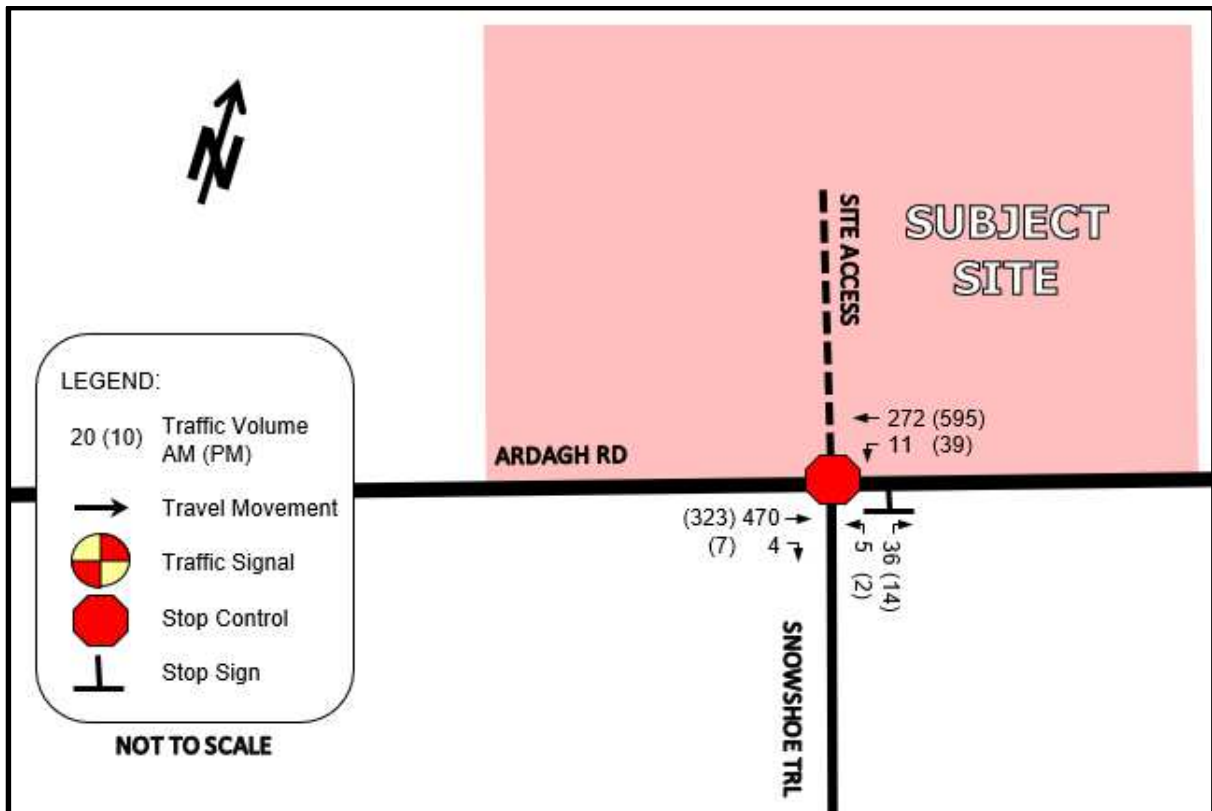 N
SITE ACCESS
SUBJECT
SITE
LEGEND:
20 (10) Traffic Volume
AM (PM)
Travel Movement
Traffic Signal
Stop Control
Stop Sign
NOT TO SCALE
ARDAGH RD
272 (595)
11 (39)
(323) 470
(7) 4
5 (2)
36 (14)
SNOWSHOE TRL